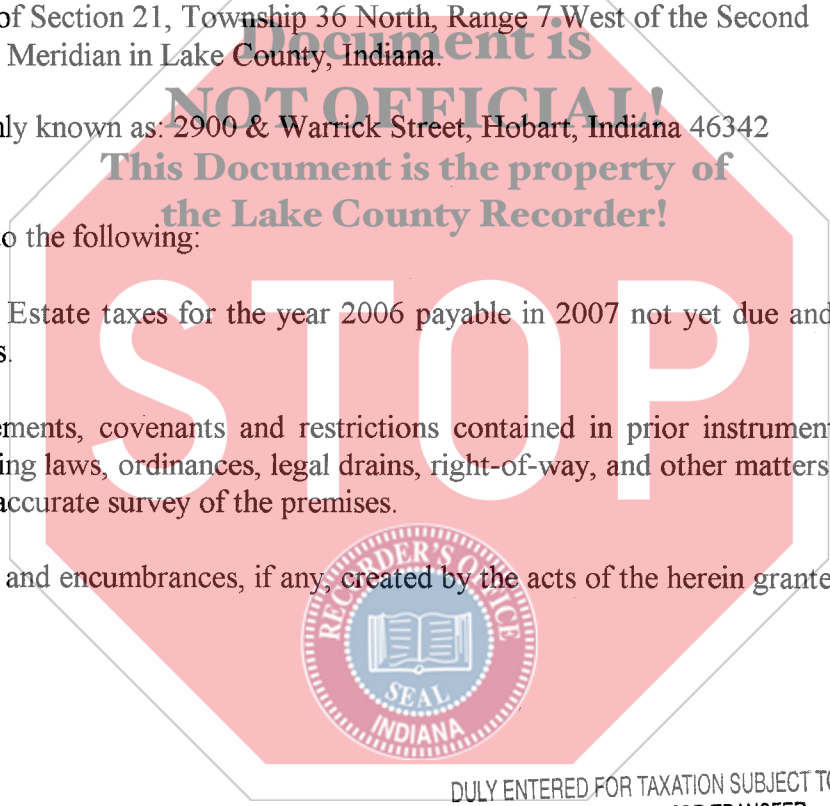 of Section 21, Township 36 North, Range 7 West of the Second
Document is
Meridian in Lake County, Indiana.
NOT OFFICIAL!
nly known as: 2900 & Warrick Street, Hobart, Indiana 46342
This Document is the property of
the Lake County Recorder!
o the following:
Estate taxes for the year 2006 payable in 2007 not yet due and
s.
STOP
ements, covenants and restrictions contained in prior instrument
ing laws, ordinances, legal drains, right-of-way, and other matters
accurate survey of the premises.
and encumbrances, if any, created by the acts of the herein grante
RECORDER'S OFFICE
SEAL
INDIANA
DULY ENTERED FOR TAXATION SUBJECT TO
FOR TRANSFER